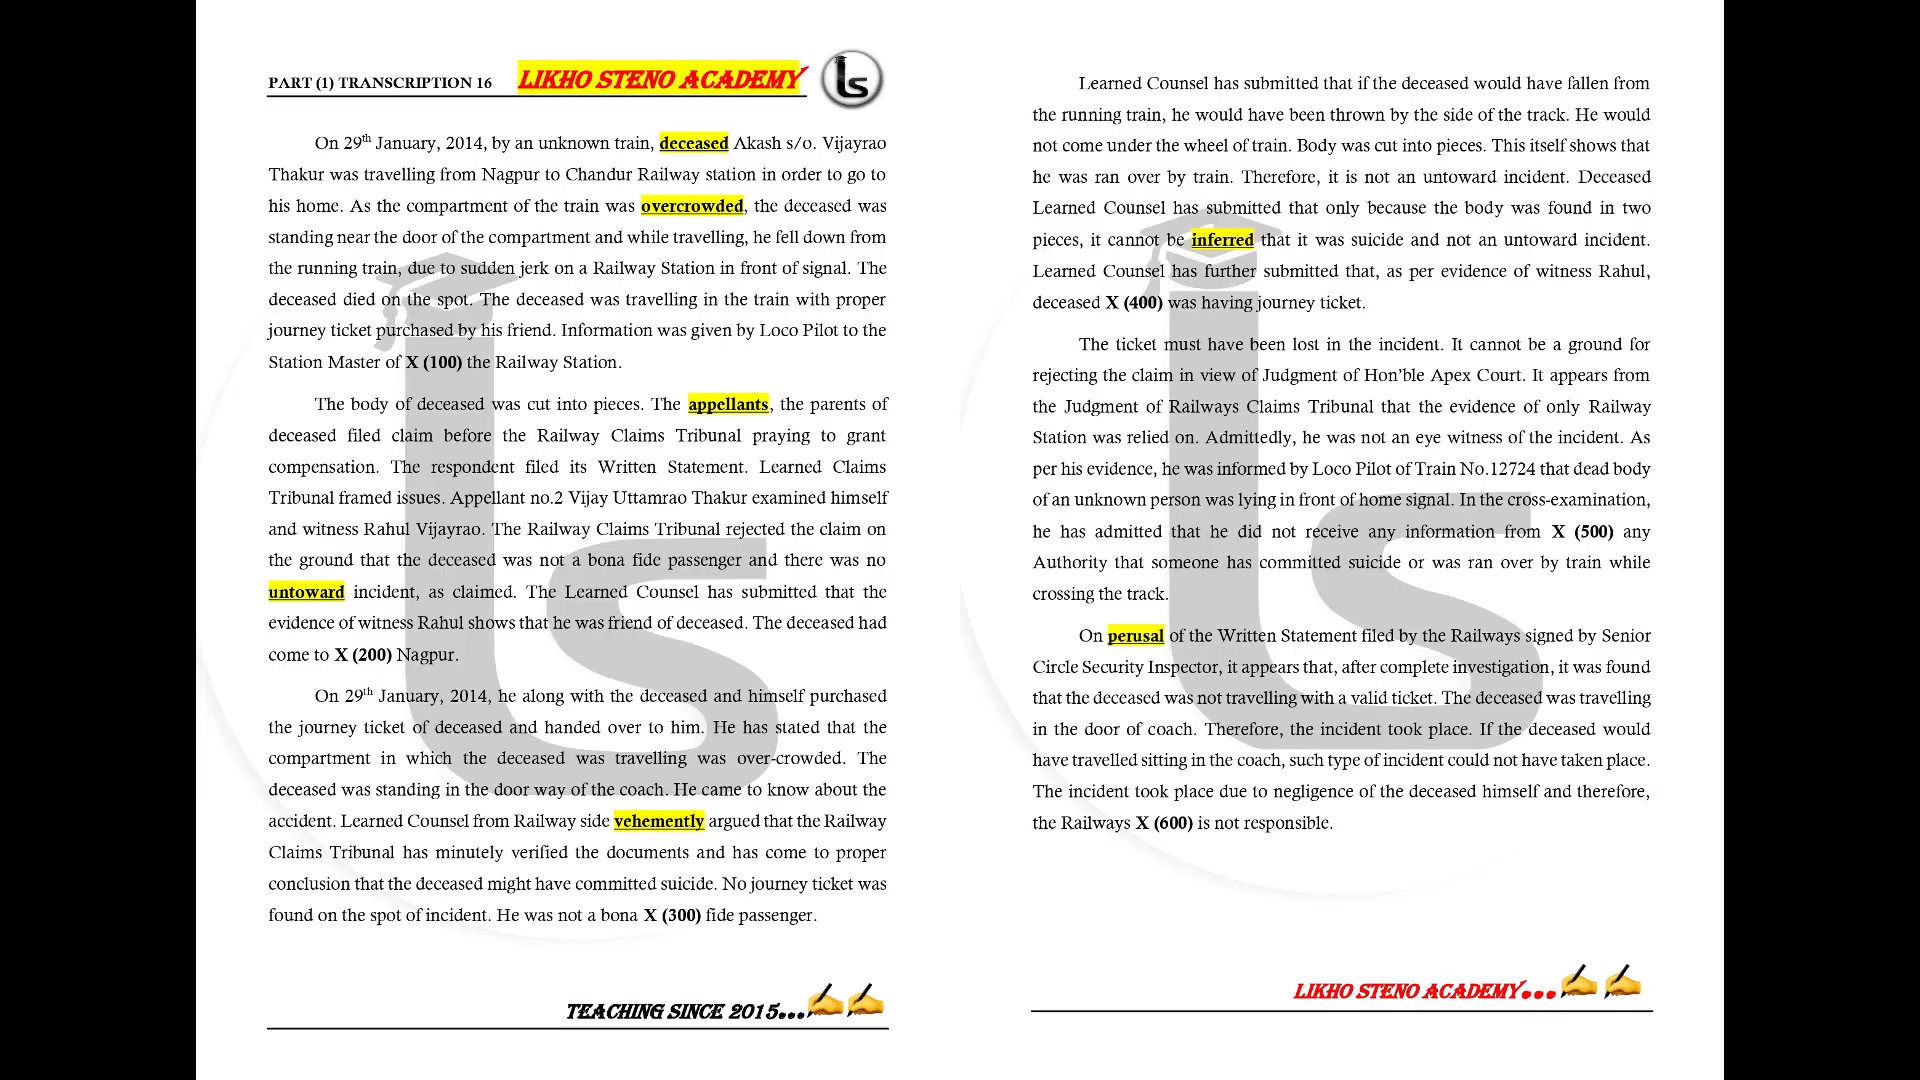 PART (1) TRANSCRIPTION 16 LIKHO STENO ACADEMY
ls
On 29th January, 2014, by an unknown train, deceased Akash s/o. Vijayrao
Thakur was travelling from Nagpur to Chandur Railway station in order to go to
his home. As the compartment of the train was overcrowded, the deceased was
standing near the door of the compartment and while travelling, he fell down from
the running train, due to sudden jerk on a Railway Station in front of signal. The
deceased died on the spot. The deceased was travelling in the train with proper
journey ticket purchased by his friend. Information was given by Loco Pilot to the
Station Master of X (100) the Railway Station.
The body of deceased was cut into pieces. The appellants, the parents of
deceased filed claim before the Railway Claims Tribunal praying to grant
compensation. The respondent filed its Written Statement. Learned Claims
Tribunal framed issues. Appellant no.2 Vijay Uttamrao Thakur examined himself
and witness Rahul Vijayrao. The Railway Claims Tribunal rejected the claim on
the ground that the deceased was not a bona fide passenger and there was no
untoward incident, as claimed. The Learned Counsel has submitted that the
evidence of witness Rahul shows that he was friend of deceased. The deceased had
come to X (200) Nagpur.
On 29th January, 2014, he along with the deceased and himself purchased
the journey ticket of deceased and handed over to him. He has stated that the
compartment in which the deceased was travelling was over-crowded. The
deceased was standing in the door way of the coach. He came to know about the
accident. Learned Counsel from Railway side vehemently argued that the Railway
Claims Tribunal has minutely verified the documents and has come to proper
conclusion that the deceased might have committed suicide. No journey ticket was
found on the spot of incident. He was not a bona X (300) fide passenger.
TEACHING SINCE 2015...
Learned Counsel has submitted that if the deceased would have fallen from
the running train, he would have been thrown by the side of the track. He would
not come under the wheel of train. Body was cut into pieces. This itself shows that
he was ran over by train. Therefore, it is not an untoward incident. Deceased
Learned Counsel has submitted that only because the body was found in two
pieces, it cannot be inferred that it was suicide and not an untoward incident.
Learned Counsel has further submitted that, as per evidence of witness Rahul,
deceased X (400) was having journey ticket.
The ticket must have been lost in the incident. It cannot be a ground for
rejecting the claim in view of Judgment of Hon’ble Apex Court. It appears from
the Judgment of Railways Claims Tribunal that the evidence of only Railway
Station was relied on. Admittedly, he was not an eye witness of the incident. As
per his evidence, he was informed by Loco Pilot of Train No.12724 that dead body
of an unknown person was lying in front of home signal. In the cross-examination,
he has admitted that he did not receive any information from X (500) any
Authority that someone has committed suicide or was ran over by train while
crossing the track.
On perusal of the Written Statement filed by the Railways signed by Senior
Circle Security Inspector, it appears that, after complete investigation, it was found
that the deceased was not travelling with a valid ticket. The deceased was travelling
in the door of coach. Therefore, the incident took place. If the deceased would
have travelled sitting in the coach, such type of incident could not have taken place.
The incident took place due to negligence of the deceased himself and therefore,
the Railways X (600) is not responsible.
LIKHO STENO ACADEMY...